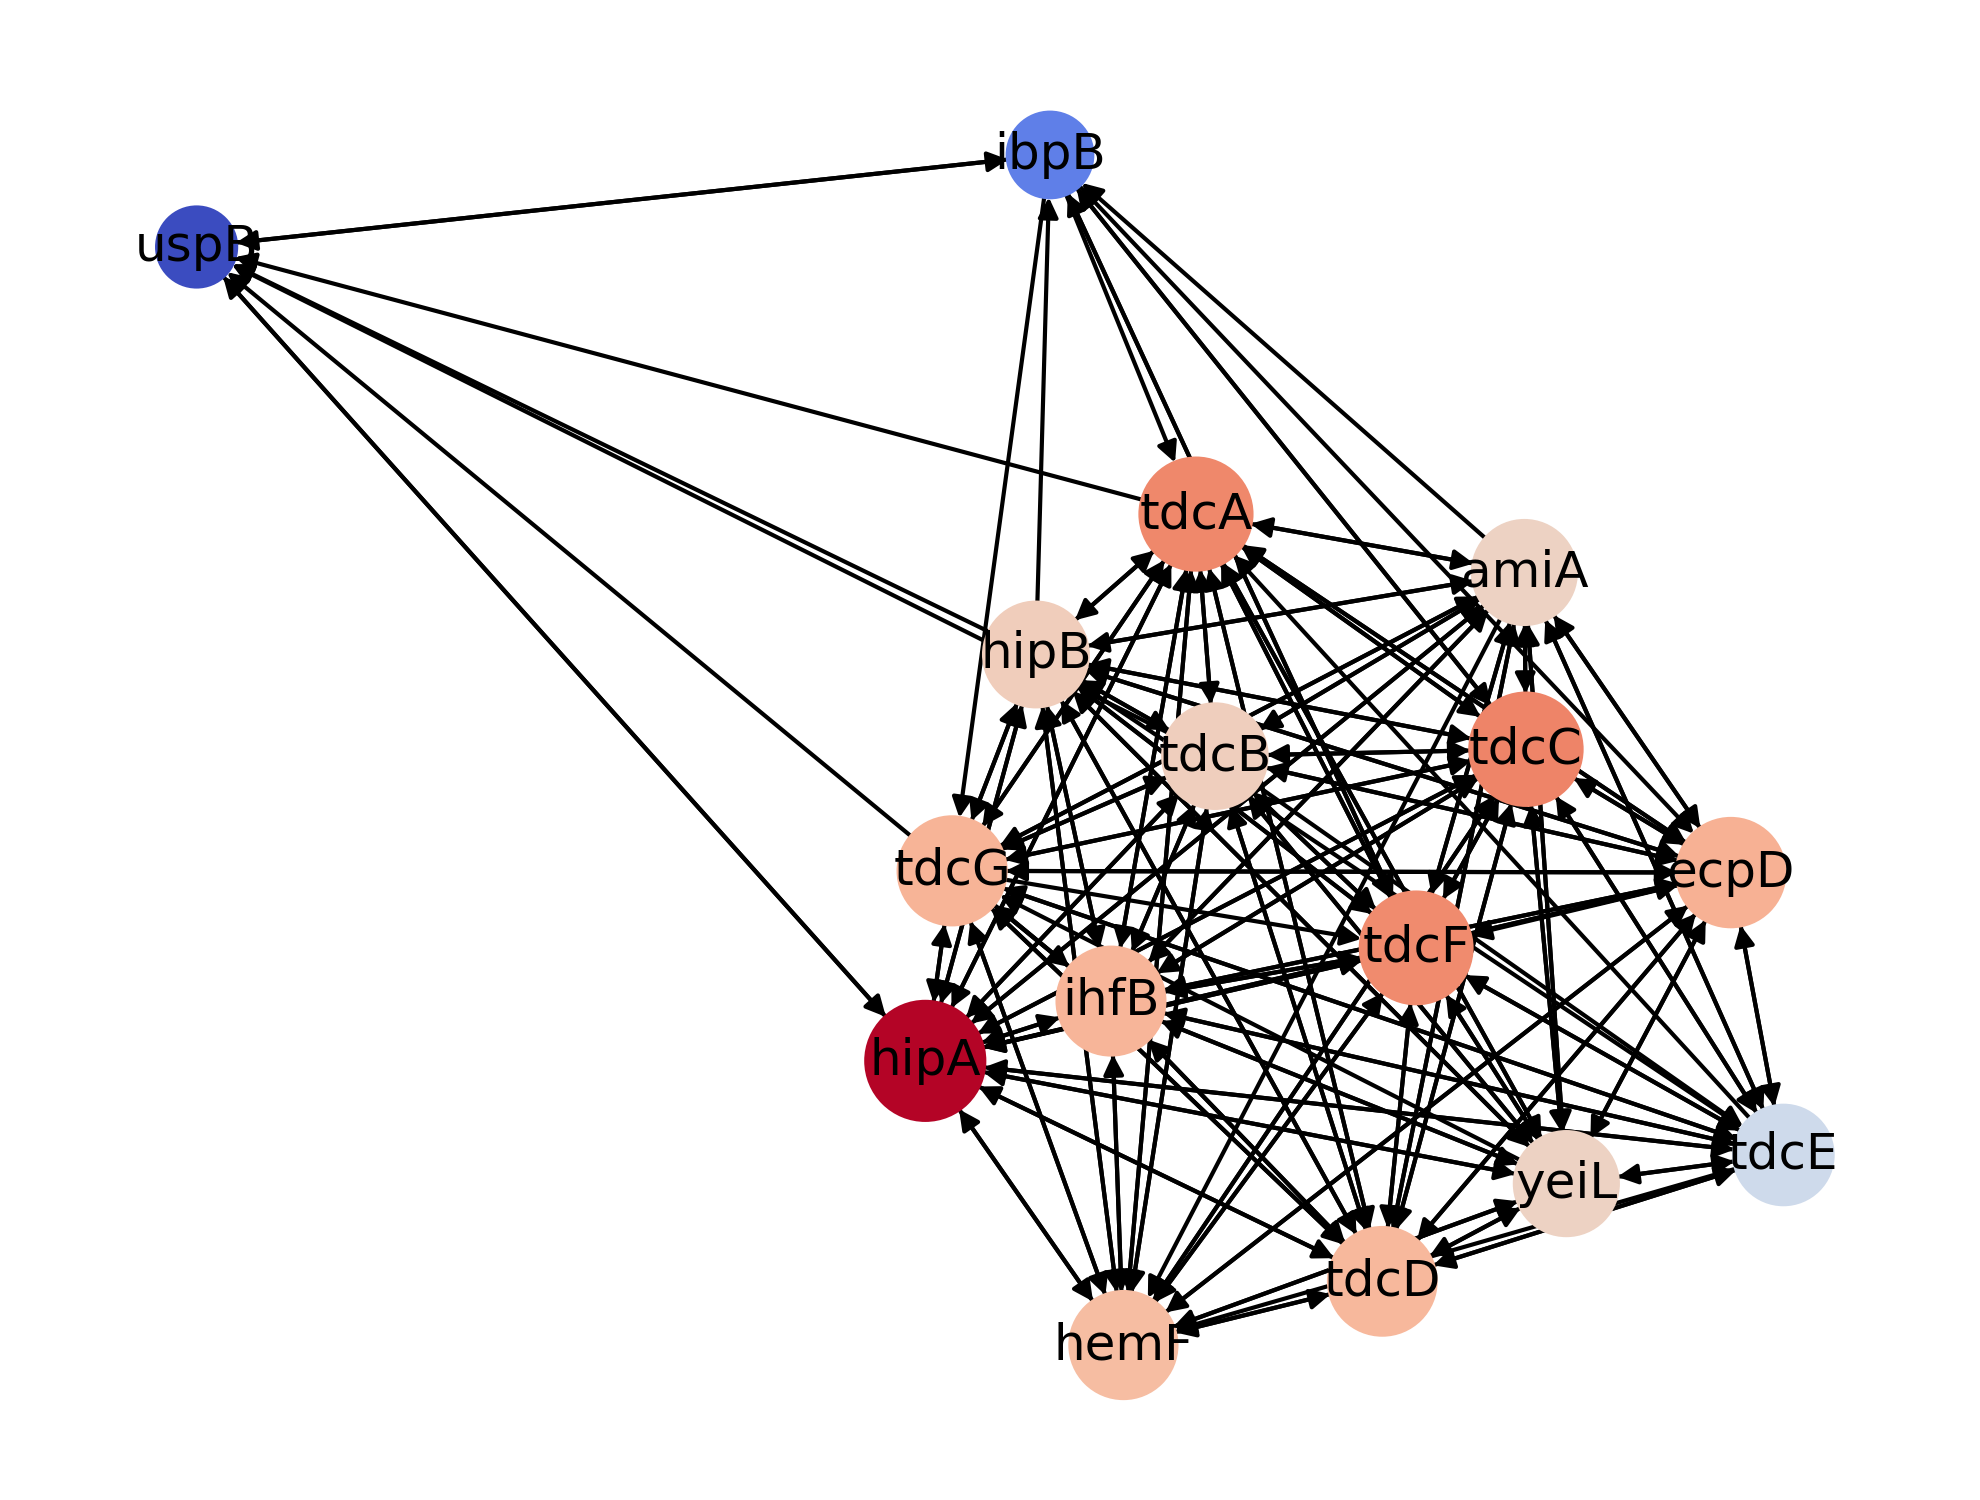 ibpB
uspB
tdcA
amiA
hipB
tdcB
tdcC
tdcG
ecpD
tdcF
ihfB
hipA
tdcE
yeiL
tdcD
hemF